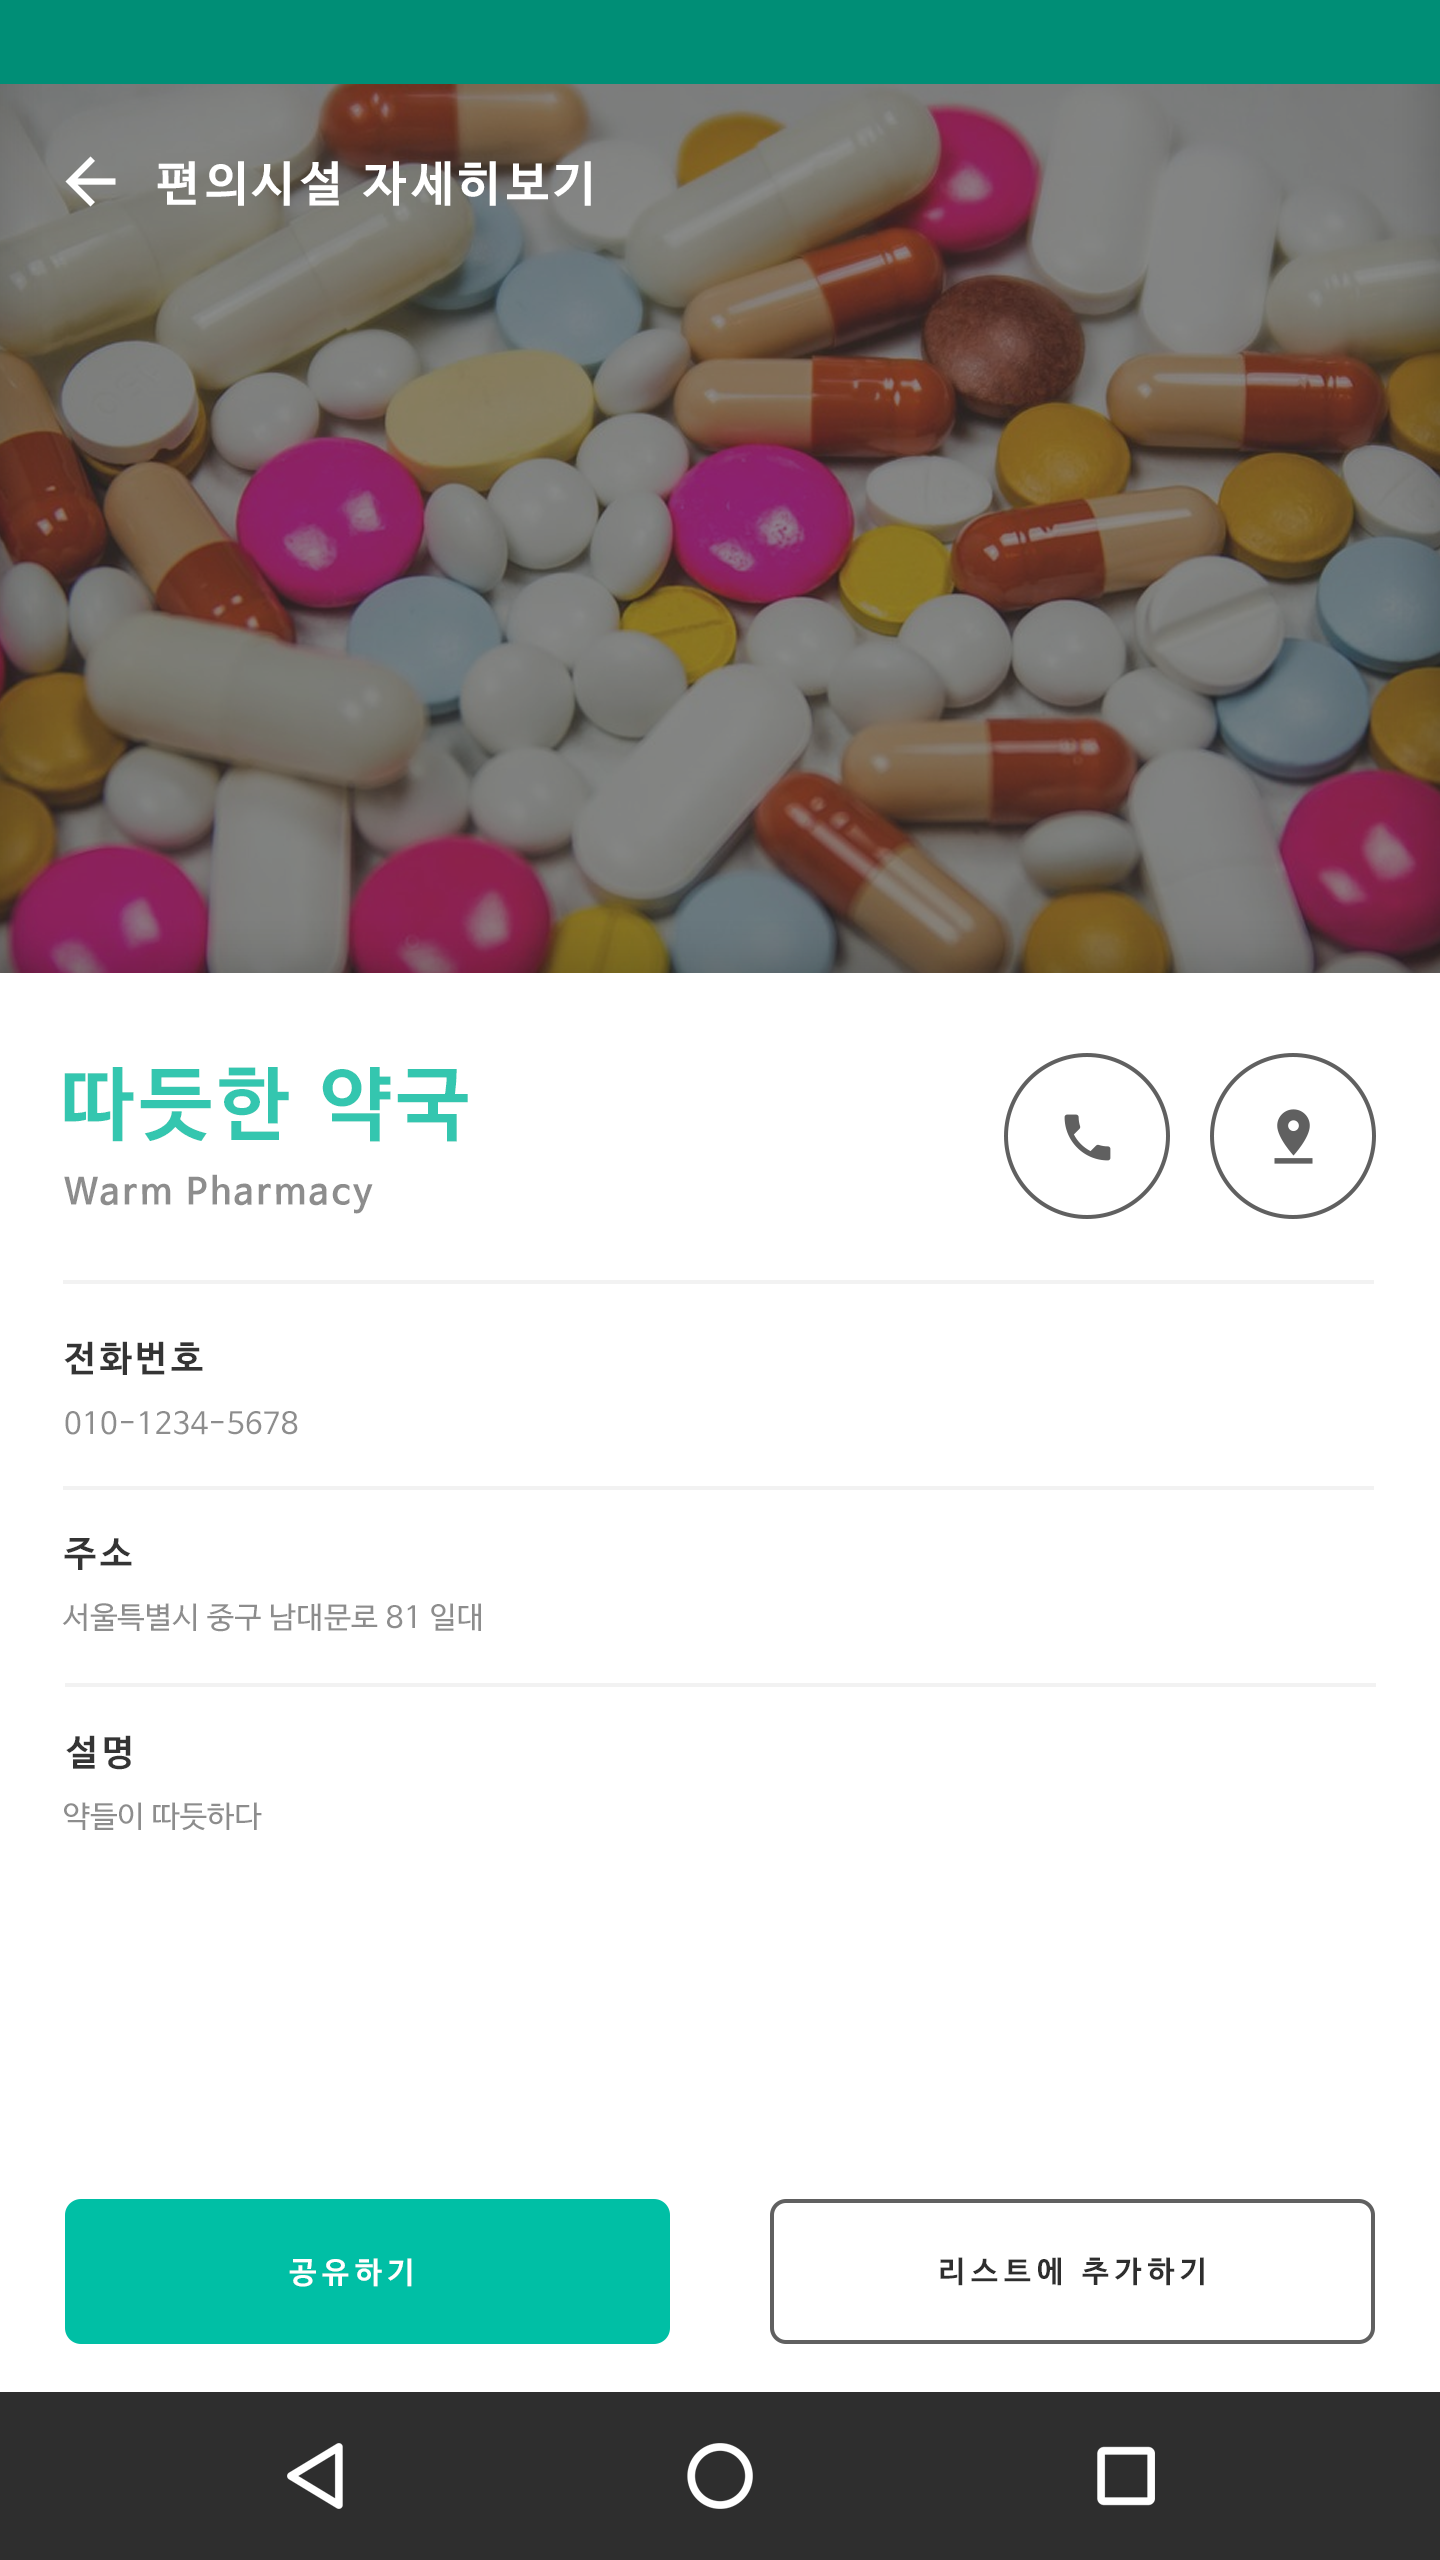 편의시설 자세히보기
따듯한 약국
Warm Pharmacy
전화번호
010-1234-5678
주소
서울특별시 중구 남대문로 81 일대
설명
약들이 따듯하다
공유하기
리스트에 추가하기